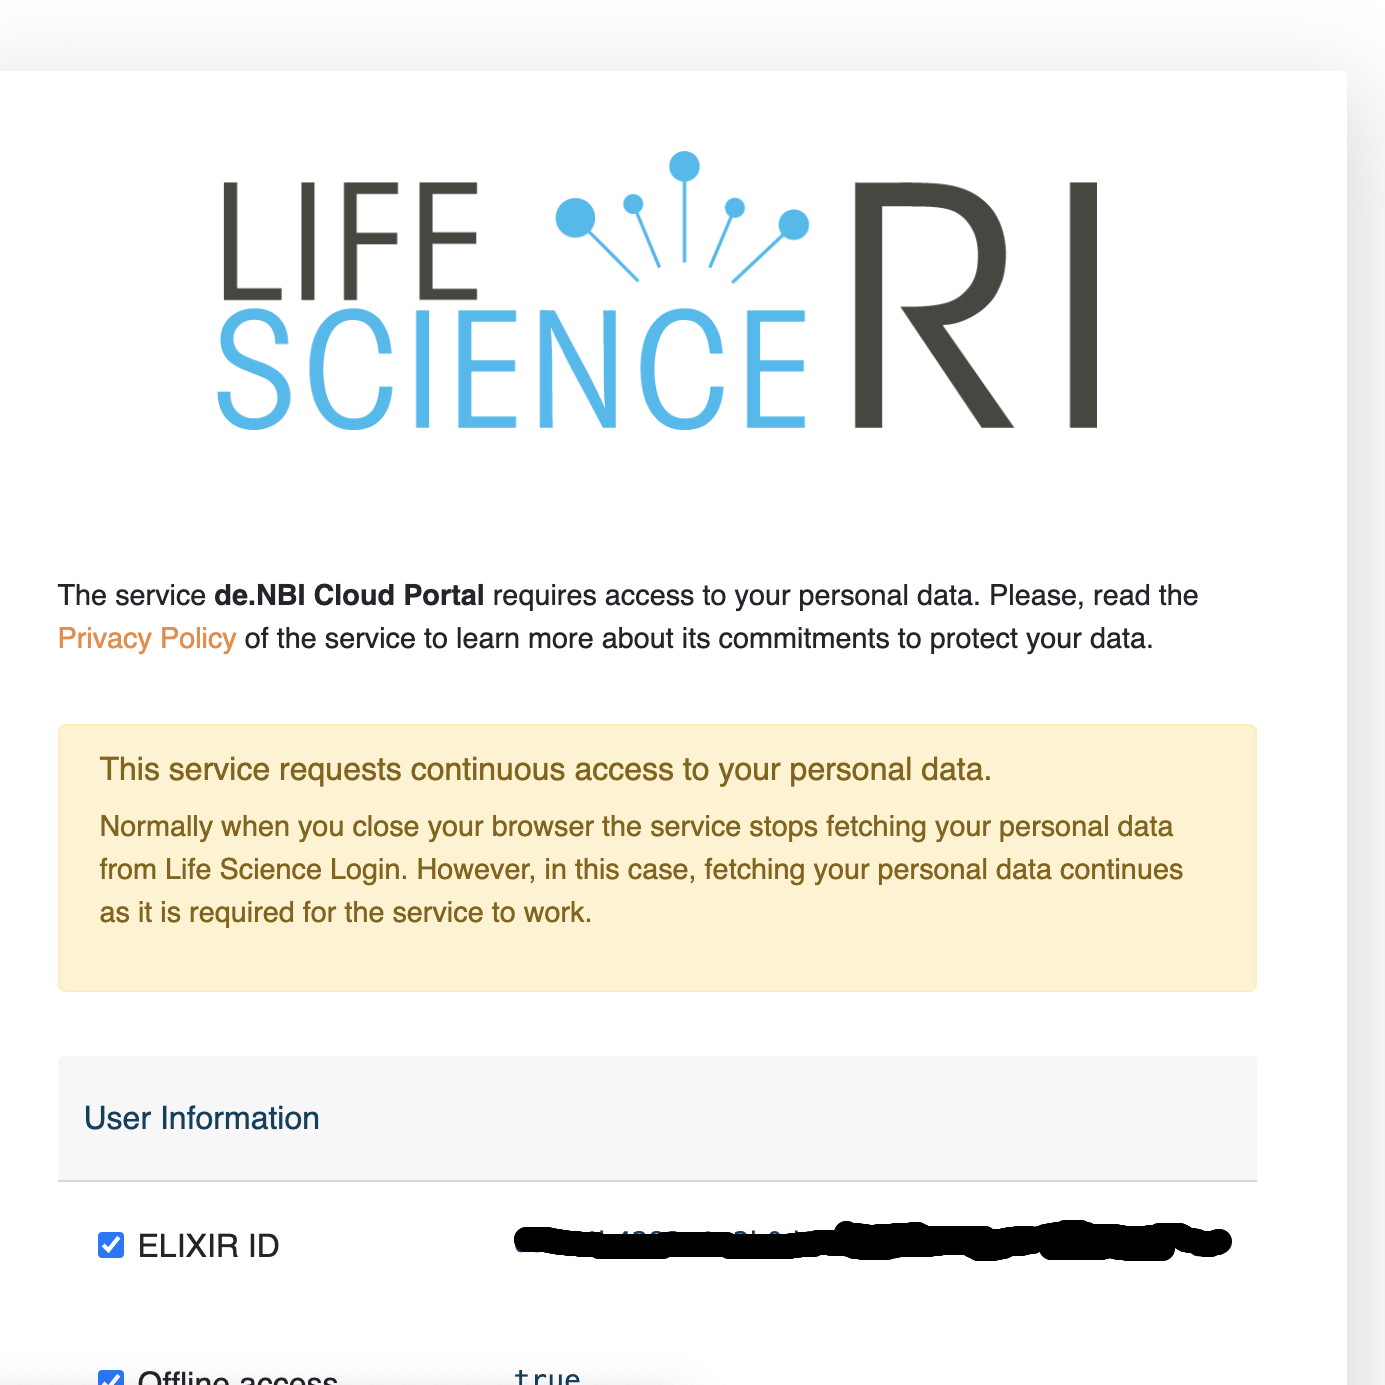 LIFE
SCIENCE RI
The service de.NBI Cloud Portal requires access to your personal data. Please, read the
Privacy Policy of the service to learn more about its commitments to protect your data.
This service requests continuous access to your personal data.
Normally when you close your browser the service stops fetching your personal data
from Life Science Login. However, in this case, fetching your personal data continues
as it is required for the service to work.
User Information
ELIXIR ID
Offline access true